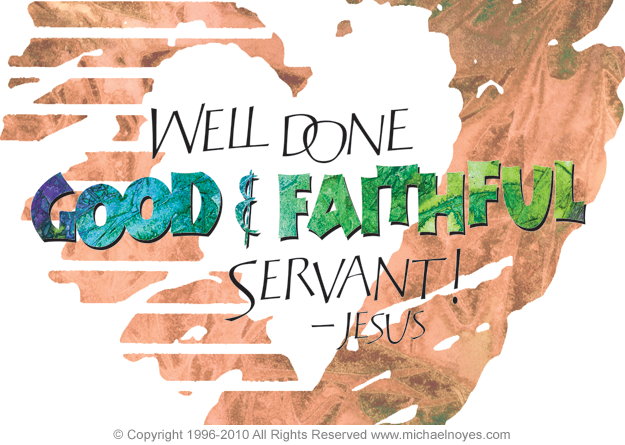 WELL DONE
GOOD & FAITHFUL
SERVANT!
– JESUS
© Copyright 1996-2010 All Rights Reserved www.michaelnoyes.com